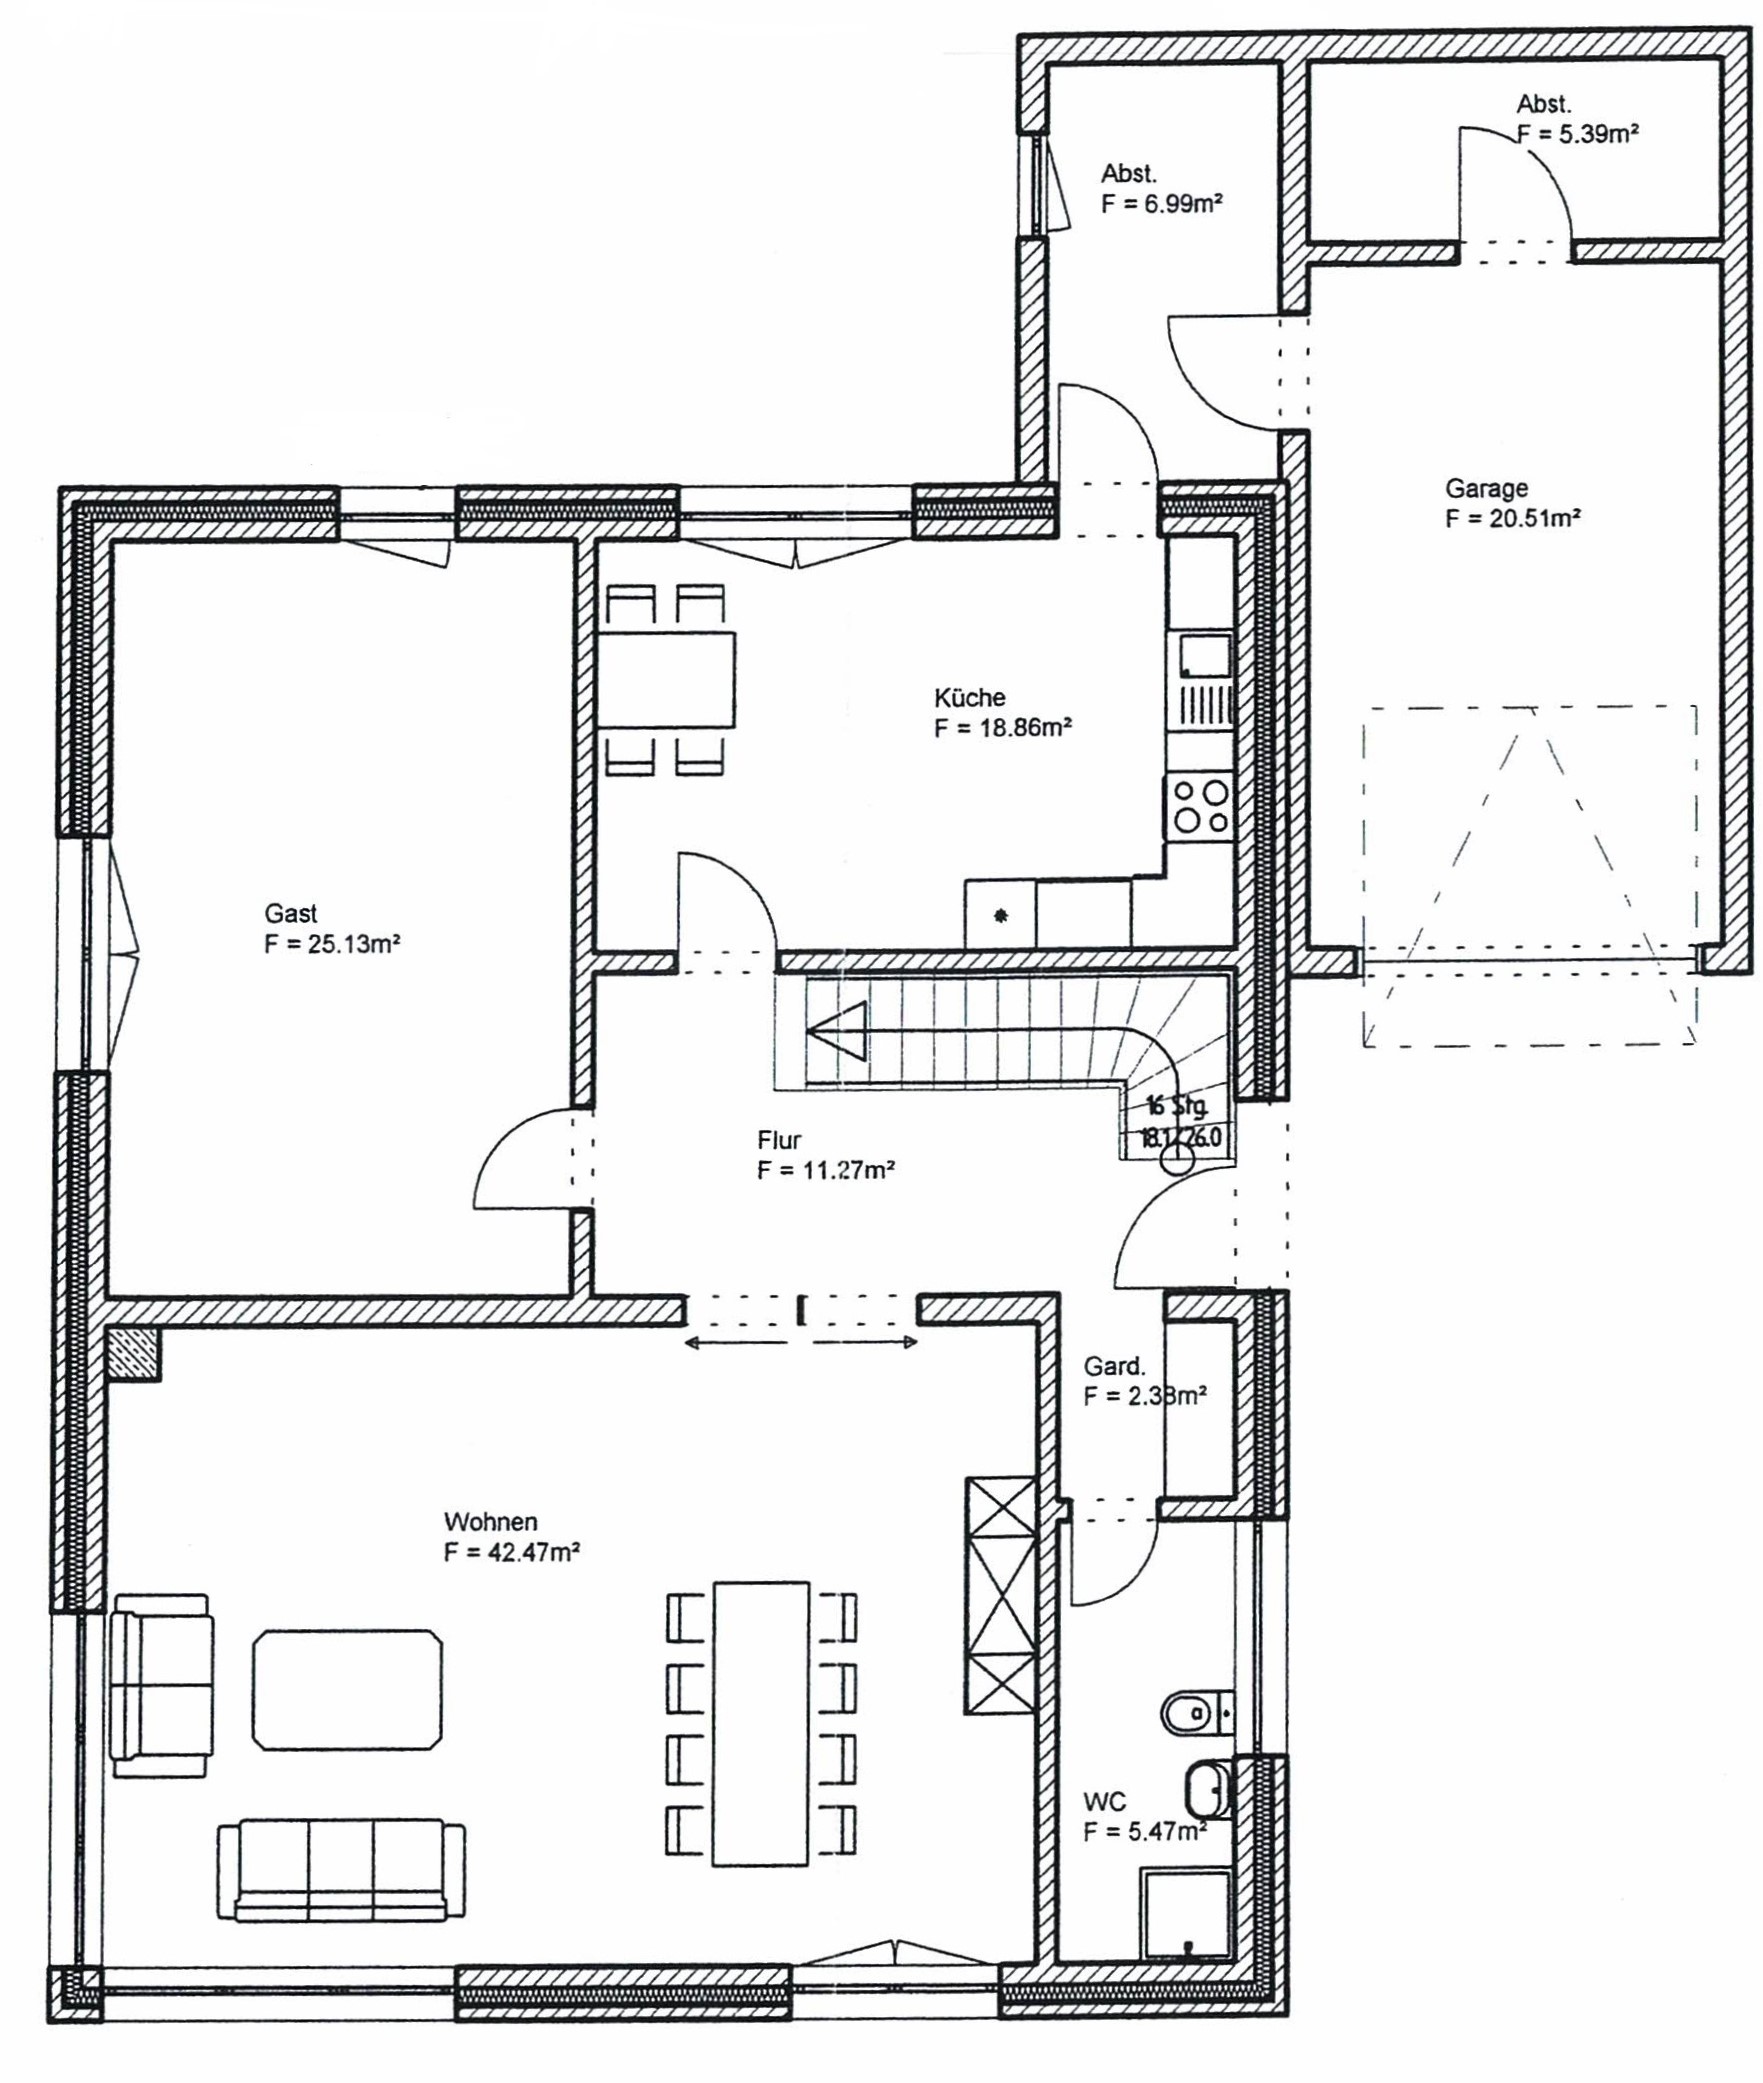 Abst.
F = 5.39m²
Abst.
F = 6.99m²
Garage
F = 20.51m²
Küche
F = 18.86m²
Gast
F = 25.13m²
16 Stg.
18.1/26.0
Flur
F = 11.27m²
Gard.
F = 2.38m²
Wohnen
F = 42.47m²
WC
F = 5.47m²